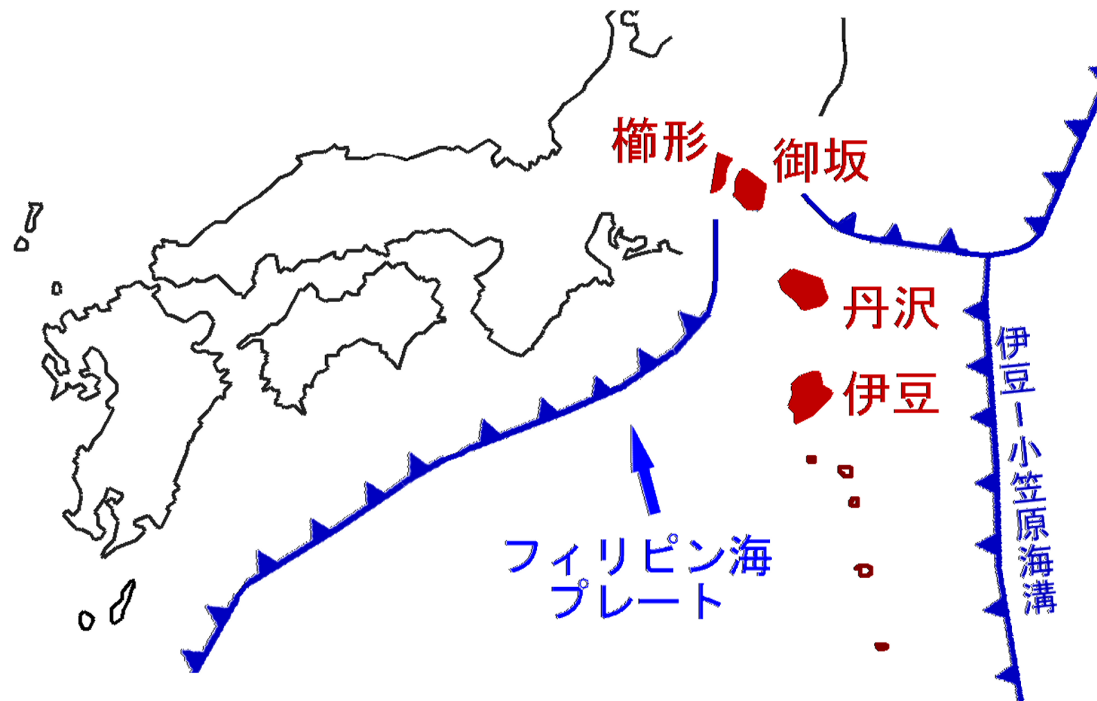 櫛形
御坂
丹沢
伊豆
伊豆ー小笠原海溝
フィリピン海
プレート